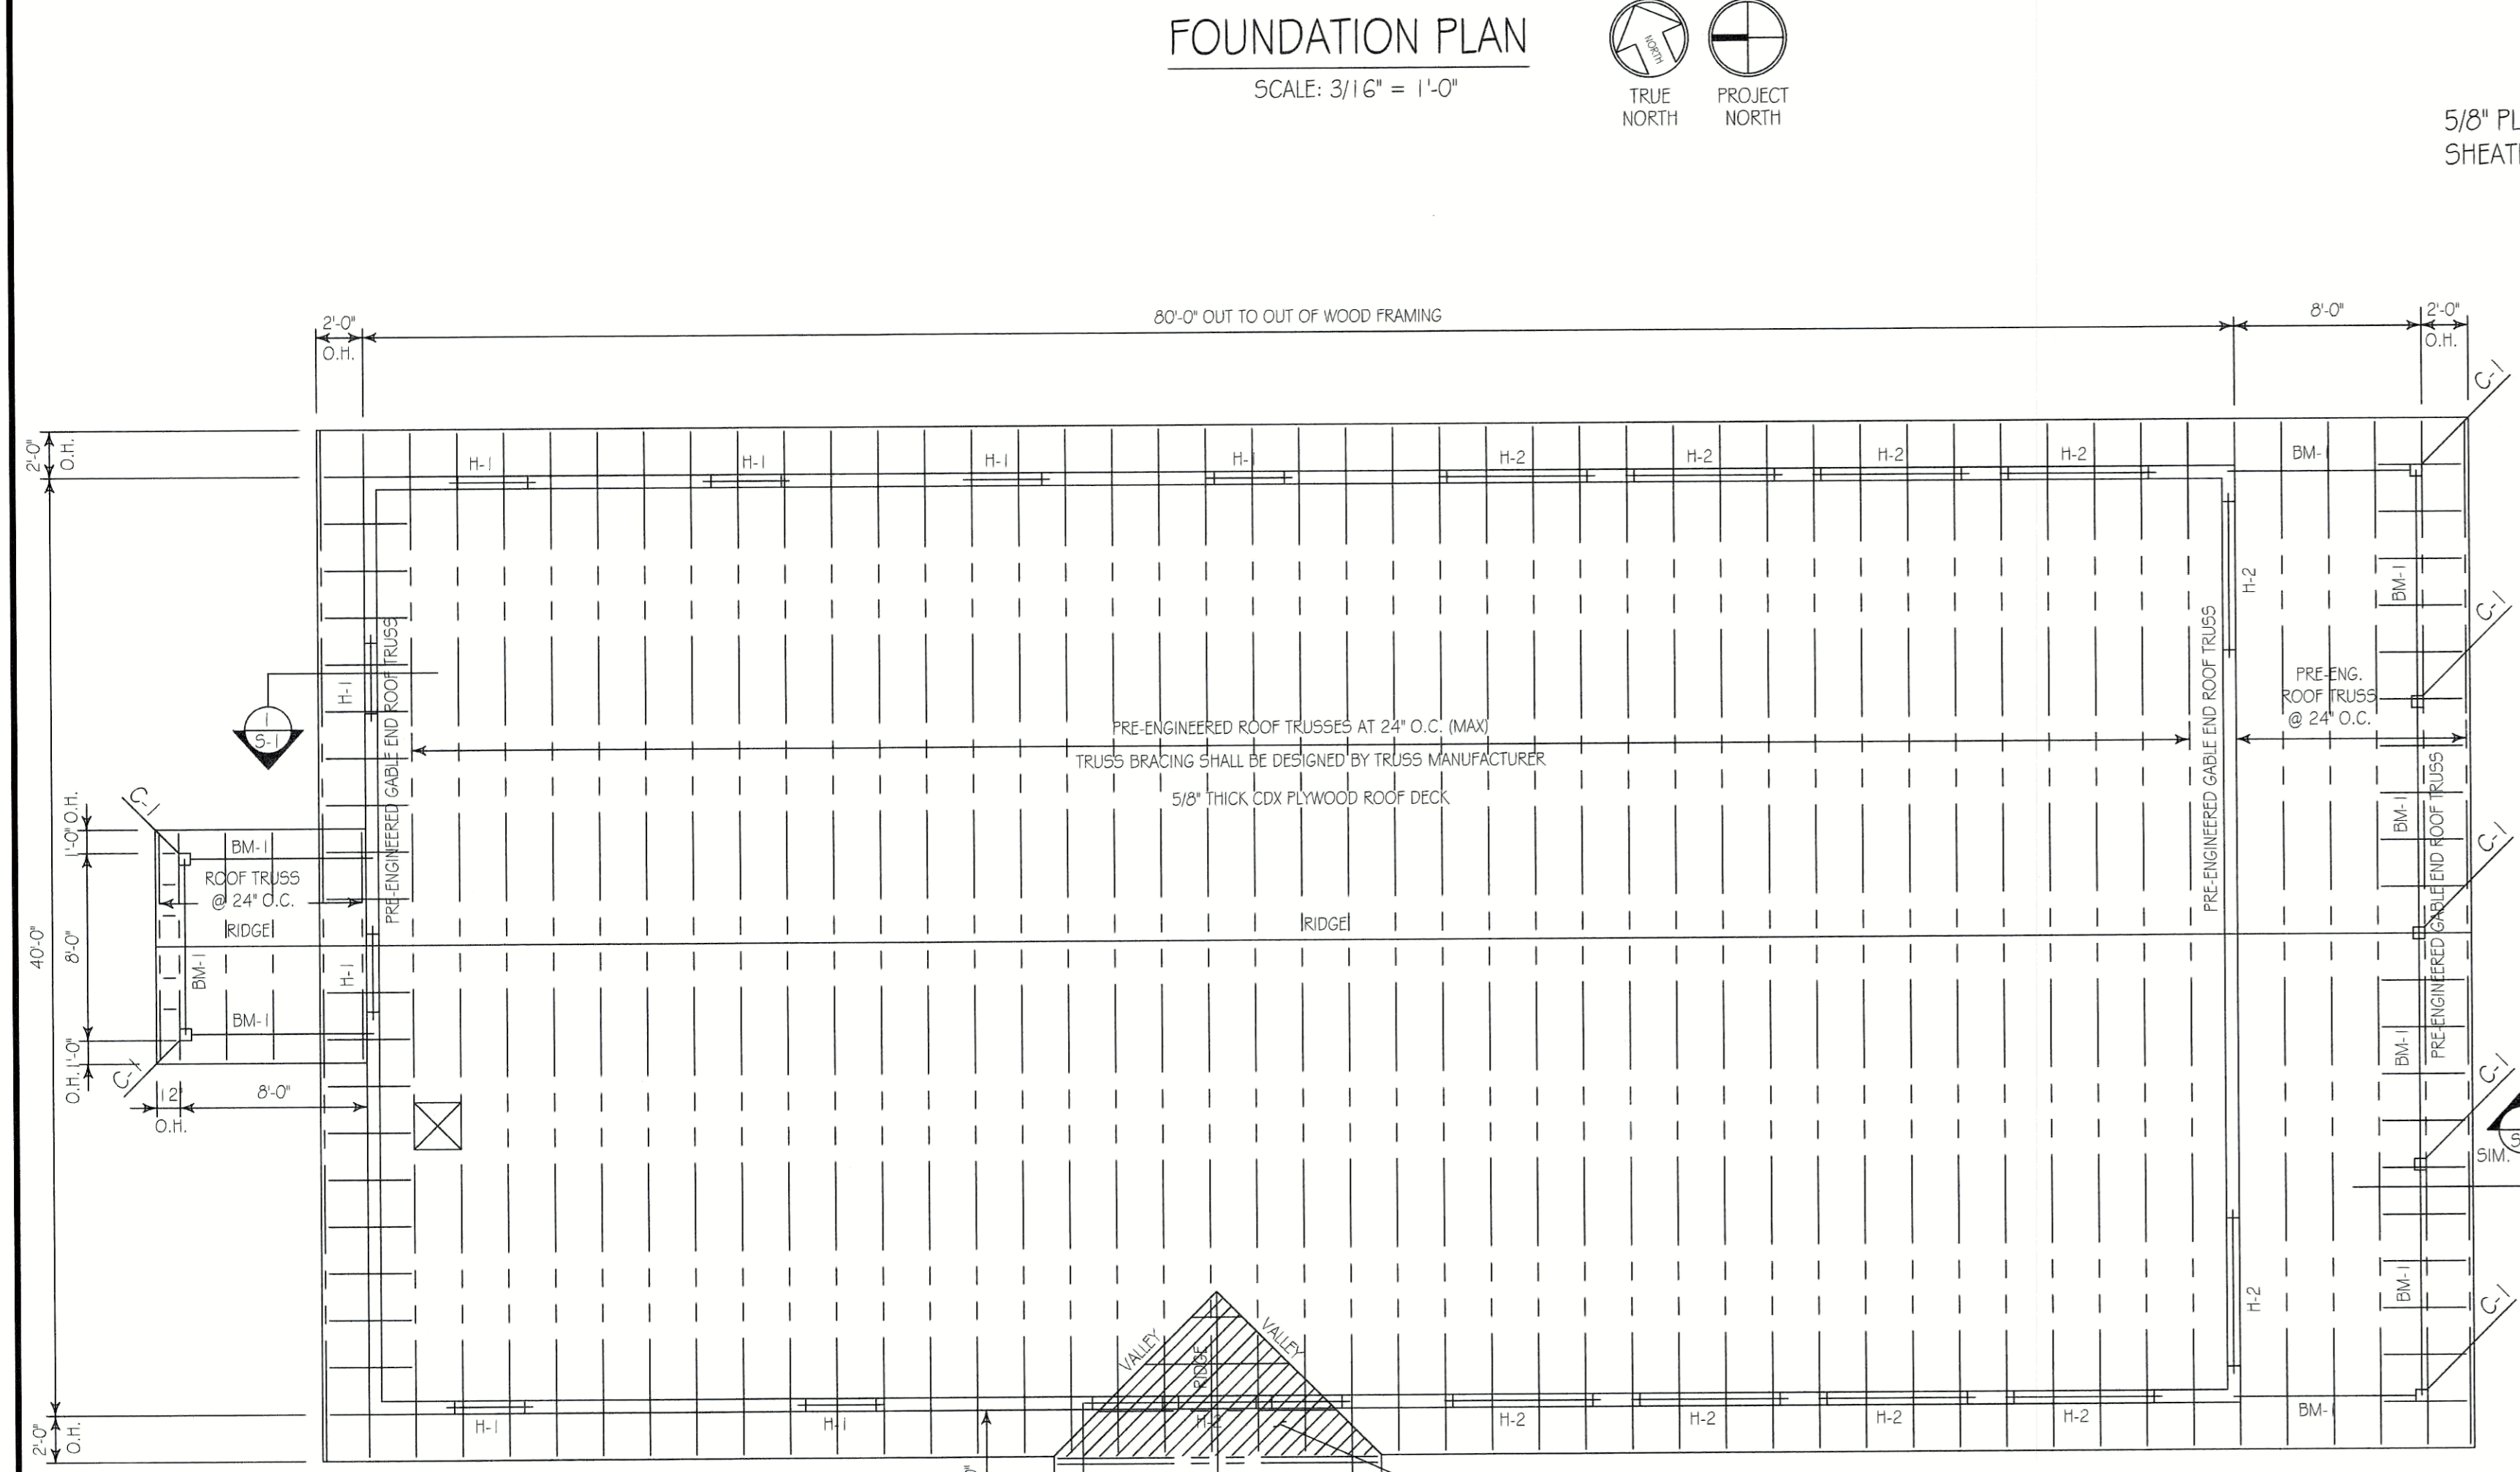 FOUNDATION PLAN
SCALE: 3/16" = 1'-0"
NORTH
TRUE
NORTH
PROJECT
NORTH
5/8" PL
SHEAT
2'-0"
O.H.
80'-0" OUT TO OUT OF WOOD FRAMING
8'-0"
2'-0"
O.H.
C-1
2'-0"
O.H.
H-1
H-1
H-1
H-1
H-2
H-2
H-2
H-2
BM-1
H-2
BM-1
C-1
PRE-ENGINEERED GABLE END ROOF TRUSS
H-1
1
S-1
PRE-ENGINEERED ROOF TRUSSES AT 24" O.C. (MAX)
TRUSS BRACING SHALL BE DESIGNED BY TRUSS MANUFACTURER
5/8" THICK CDX PLYWOOD ROOF DECK
PRE-ENGINEERED GABLE END ROOF TRUSS
PRE-ENG.
ROOF TRUSS
@ 24" O.C.
BM-1
C-1
PRE-ENGINEERED GABLE END ROOF TRUSS
C-1
1'-0" O.H.
BM-1
ROOF TRUSS
@ 24" O.C.
RIDGE
RIDGE
40'-0"
8'-0"
BM-1
H-1
BM-1
BM-1
C-1
O.H. 1'-0"
C-1
12"
O.H.
8'-0"
SIM.
BM-1
H-2
C-1
VALLEY
RIDGE
VALLEY
H-1
H-1
H-2
H-2
H-2
H-2
H-2
BM-1
2'-0"
O.H.